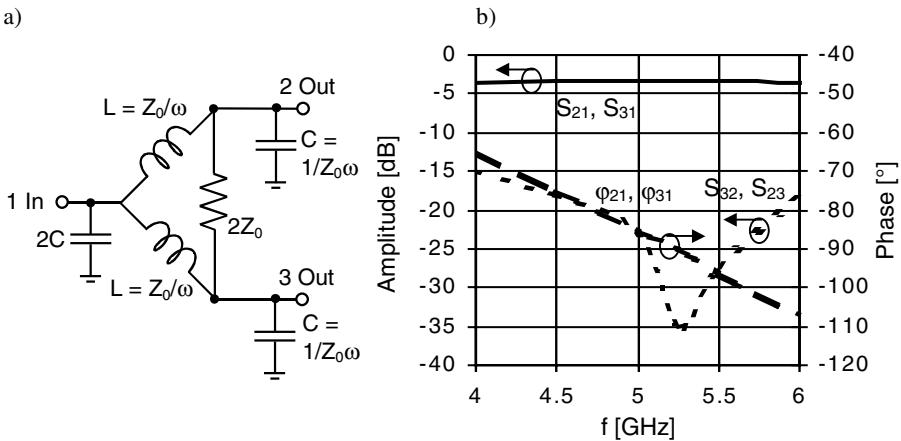 a)
L = Z₀/ω
2 Out
C =
1/Z₀ω
1 In
2C
2Z₀
L = Z₀/ω
3 Out
C =
1/Z₀ω
b)
0
-5
-10
-15
-20
-25
-30
-35
-40
Amplitude [dB]
S₂₁, S₃₁
φ₂₁, φ₃₁
S₃₂, S₂₃
-40
-50
-60
-70
-80
-90
-100
-110
-120
Phase [°]
4
4.5
5
5.5
6
f [GHz]